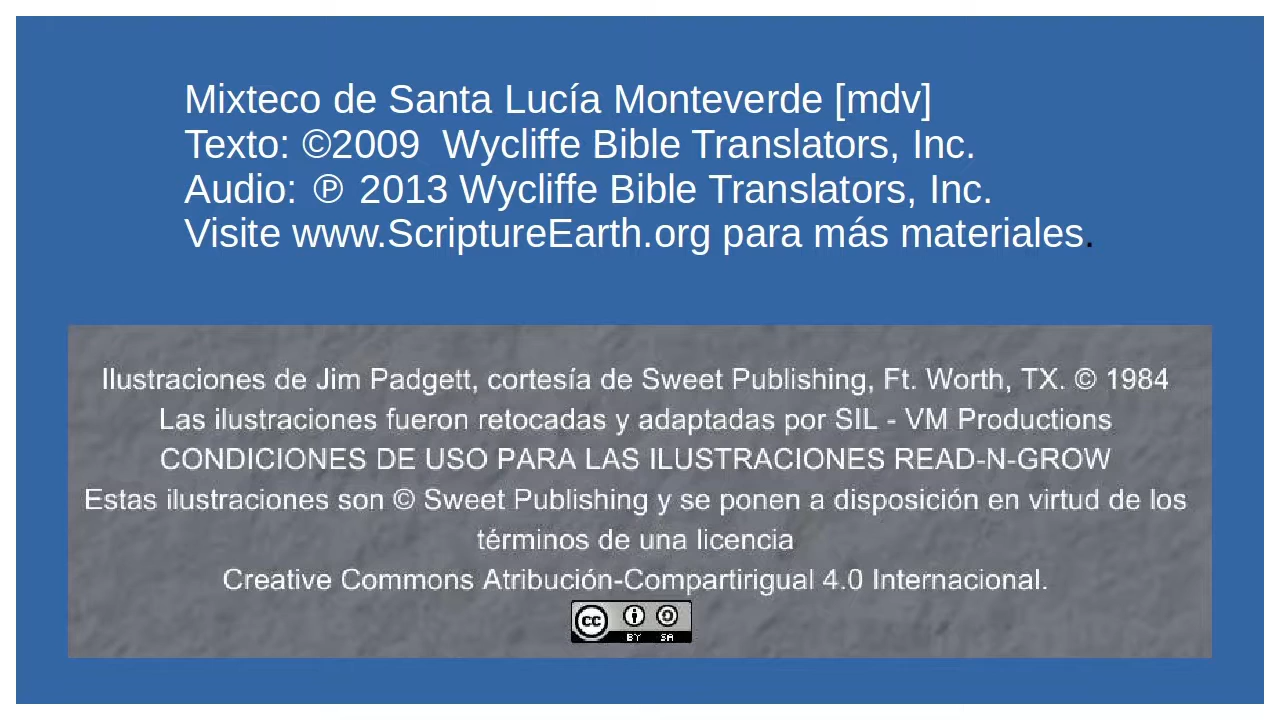 Mixteco de Santa Lucía Monteverde [mdv]
Texto: ©2009  Wycliffe Bible Translators, Inc.
Audio: ℗ 2013 Wycliffe Bible Translators, Inc.
Visite www.ScriptureEarth.org para más materiales.
Ilustraciones de Jim Padgett, cortesía de Sweet Publishing, Ft. Worth, TX. © 1984
Las ilustraciones fueron retocadas y adaptadas por SIL - VM Productions
CONDICIONES DE USO PARA LAS ILUSTRACIONES READ-N-GROW
Estas ilustraciones son © Sweet Publishing y se ponen a disposición en virtud de los
términos de una licencia
Creative Commons Atribución-Compartirigual 4.0 Internacional.
cc BY SA